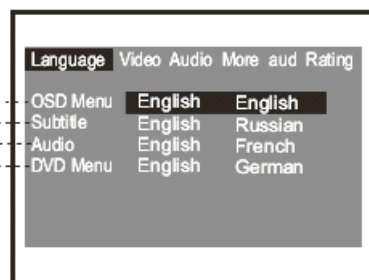 Language Video Audio More aud Rating
OSD Menu English English
Subtitle English Russian
Audio English French
DVD Menu English German